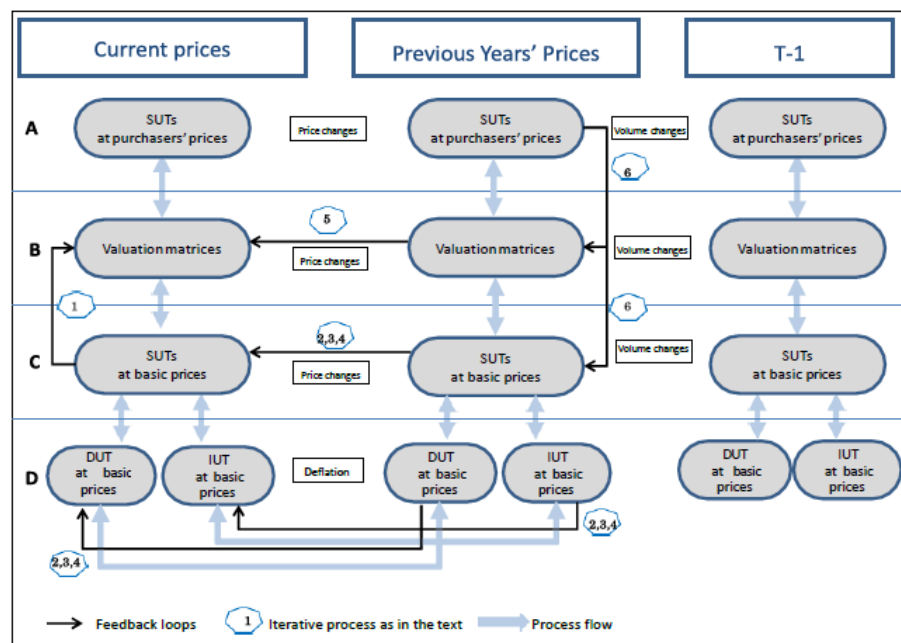 Current prices
Previous Years' Prices
T-1
A
SUTs
at purchasers' prices
Price changes
SUTs
at purchasers' prices
Volume changes
SUTs
at purchasers' prices
6
B
Valuation matrices
5
Price changes
Valuation matrices
Volume changes
Valuation matrices
1
6
C
SUTs
at basic prices
2,3,4
Price changes
SUTs
at basic prices
Volume changes
SUTs
at basic prices
D
DUT
at basic
prices
IUT
at basic
prices
Deflation
DUT
at basic
prices
IUT
at basic
prices
DUT
at basic
prices
IUT
at basic
prices
2,3,4
2,3,4
Feedback loops
1
Iterative process as in the text
Process flow